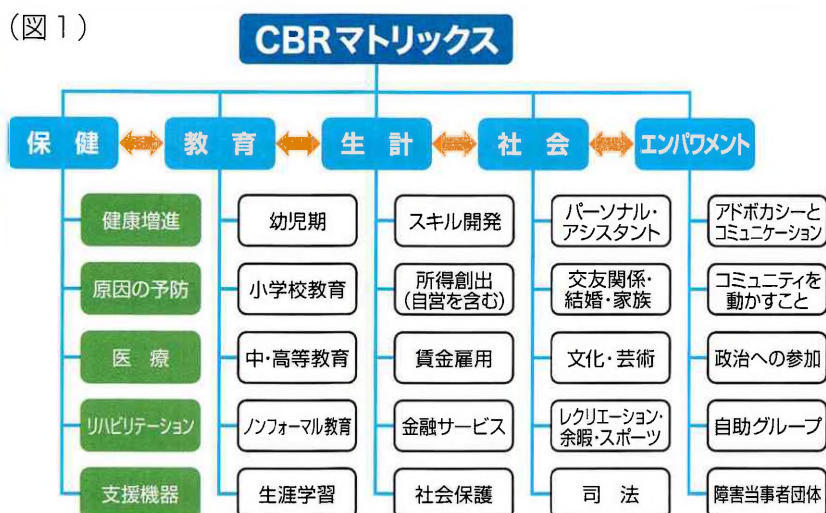 (図1)
CBRマトリックス
保健
教育
生計
社会
エンパワメント
健康増進
原因の予防
医療
リハビリテーション
支援機器
幼児期
小学校教育
中・高等教育
ノンフォーマル教育
生涯学習
スキル開発
所得創出
(自営を含む)
賃金雇用
金融サービス
社会保護
パーソナル・
アシスタント
交友関係・
結婚・家族
文化・芸術
レクリエーション・
余暇・スポーツ
司法
アドボカシーと
コミュニケーション
コミュニティを
動かすこと
政治への参加
自助グループ
障害当事者団体